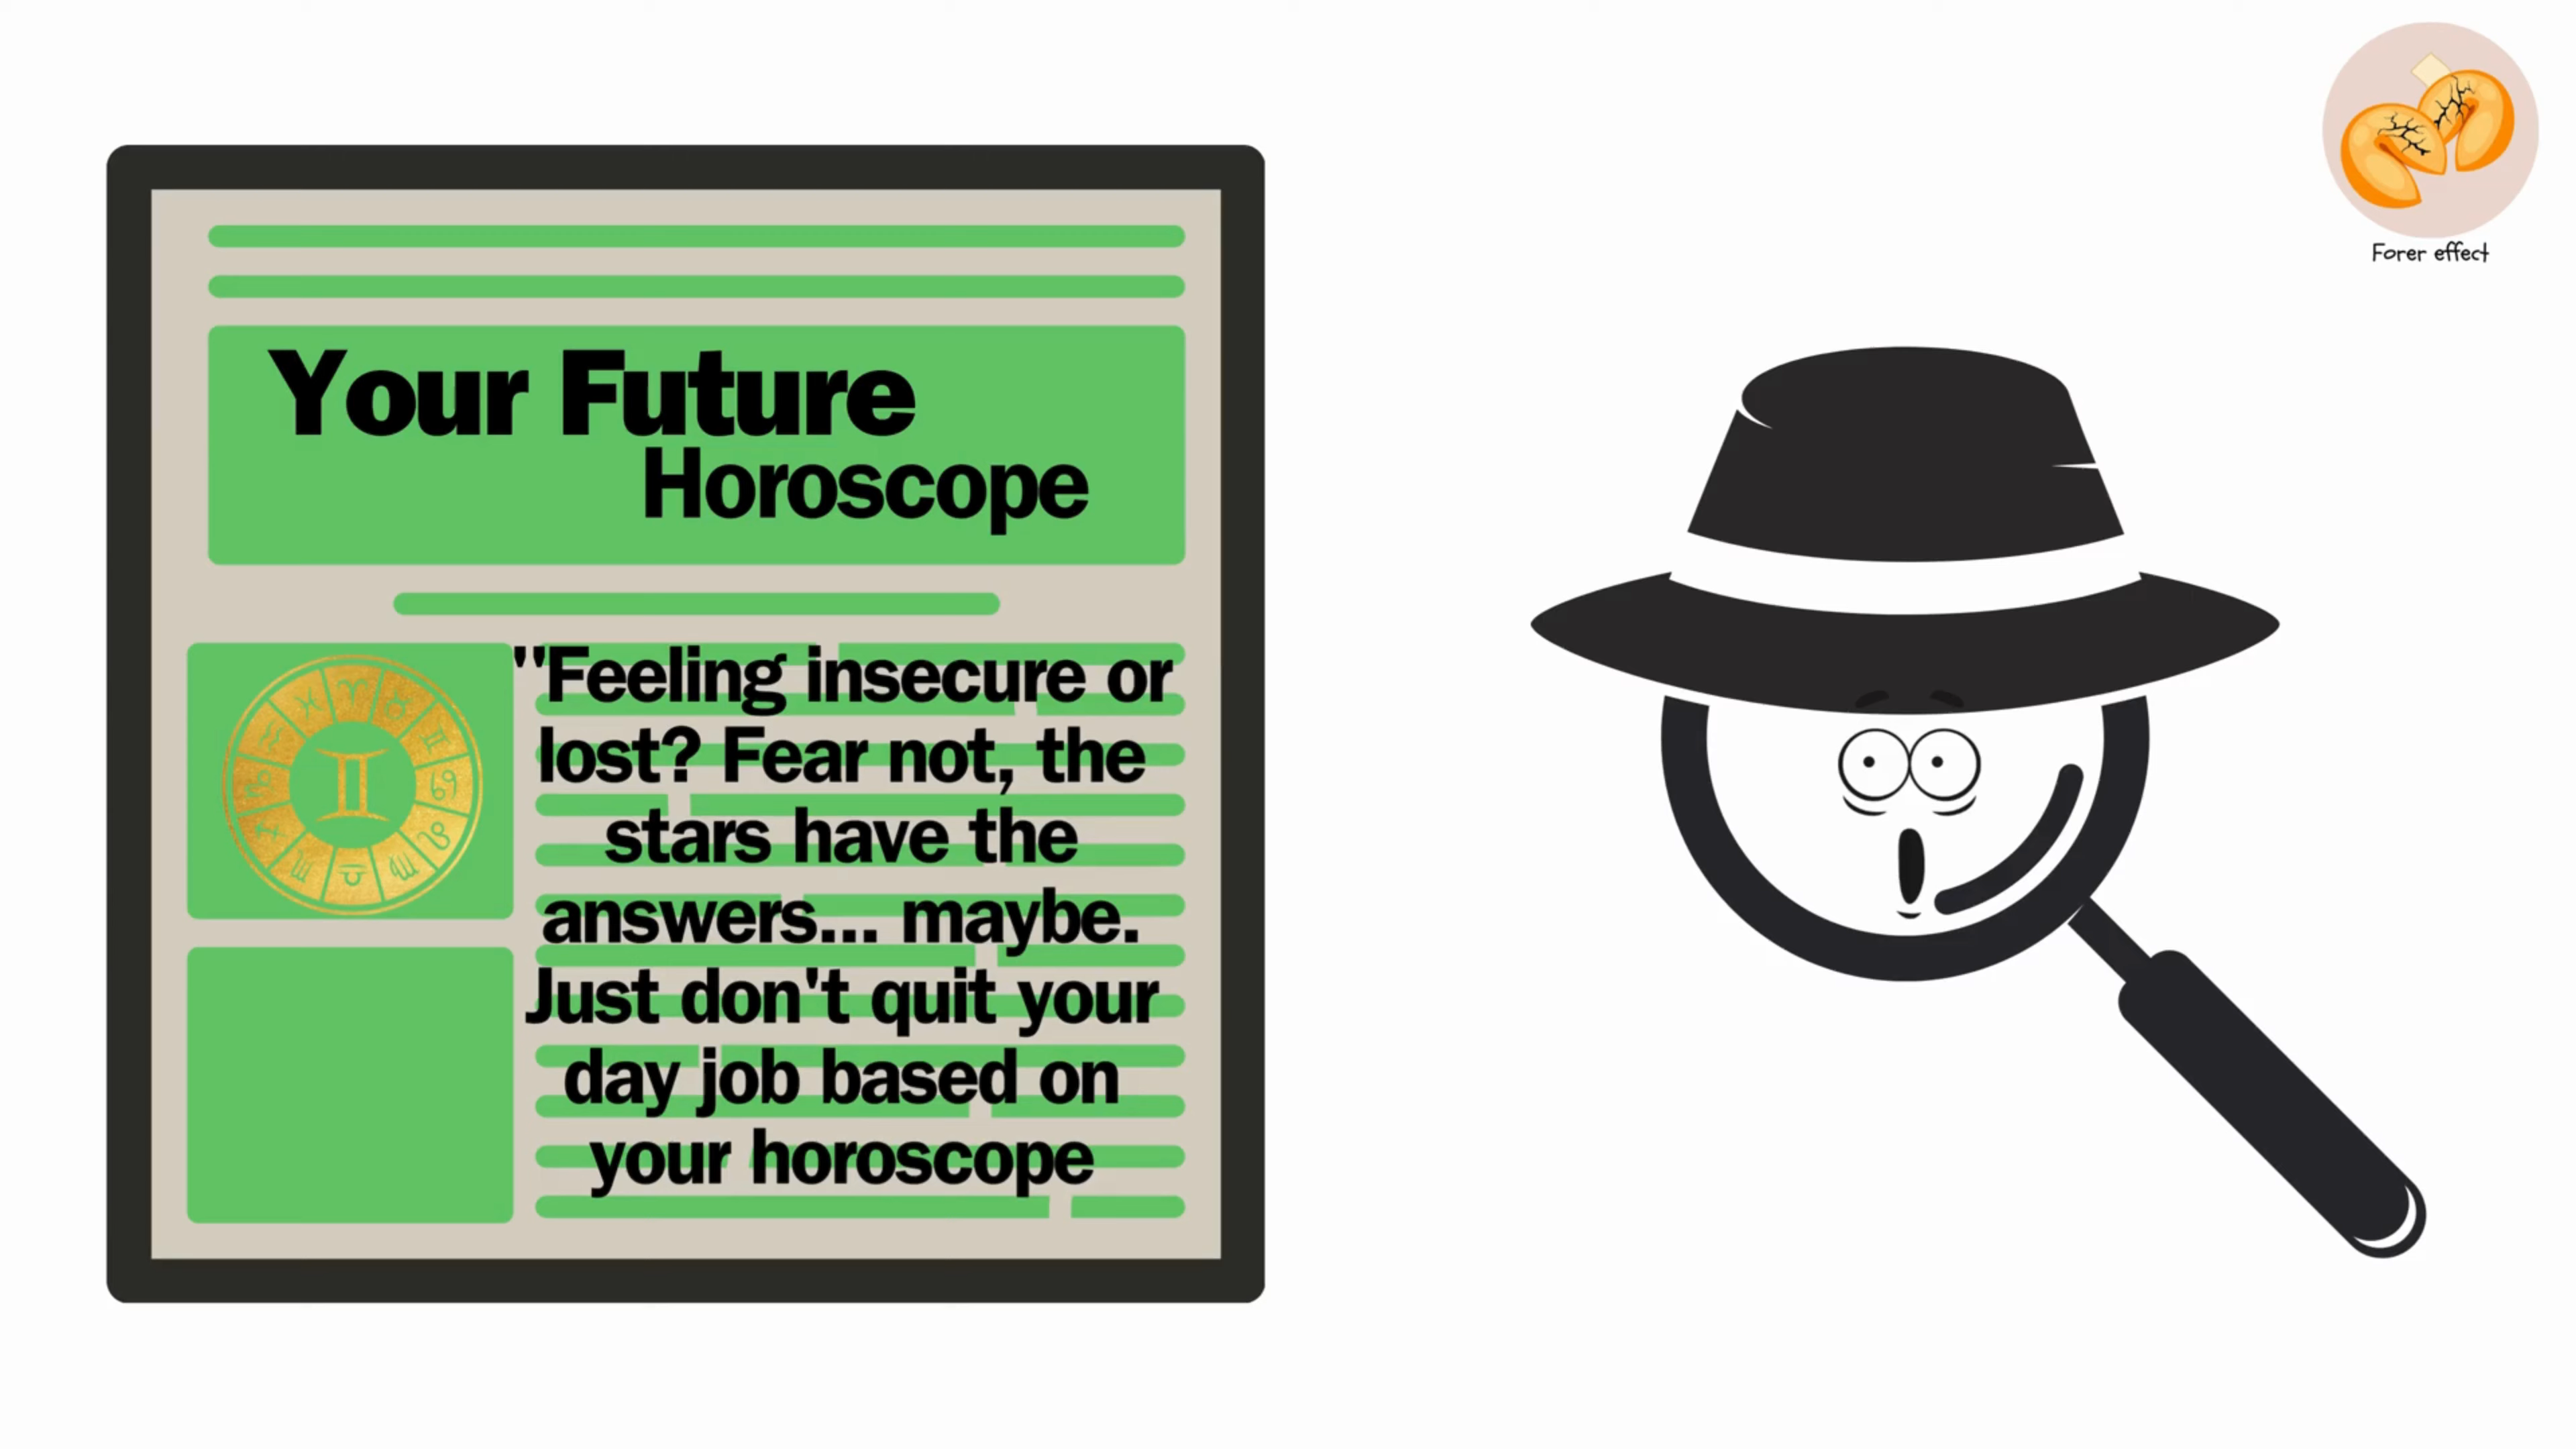 Forer effect
Your Future
Horoscope
"Feeling insecure or
lost? Fear not, the
stars have the
answers... maybe.
Just don't quit your
day job based on
your horoscope